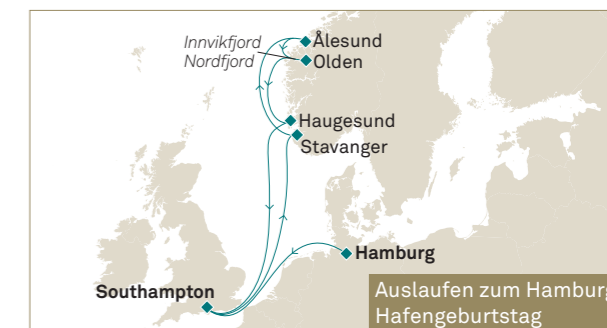 Innvikfjord
Nordfjord
Ålesund
Olden
Haugesund
Stavanger
Hamburg
Southampton
Auslaufen zum Hamburg
Hafengeburtstag